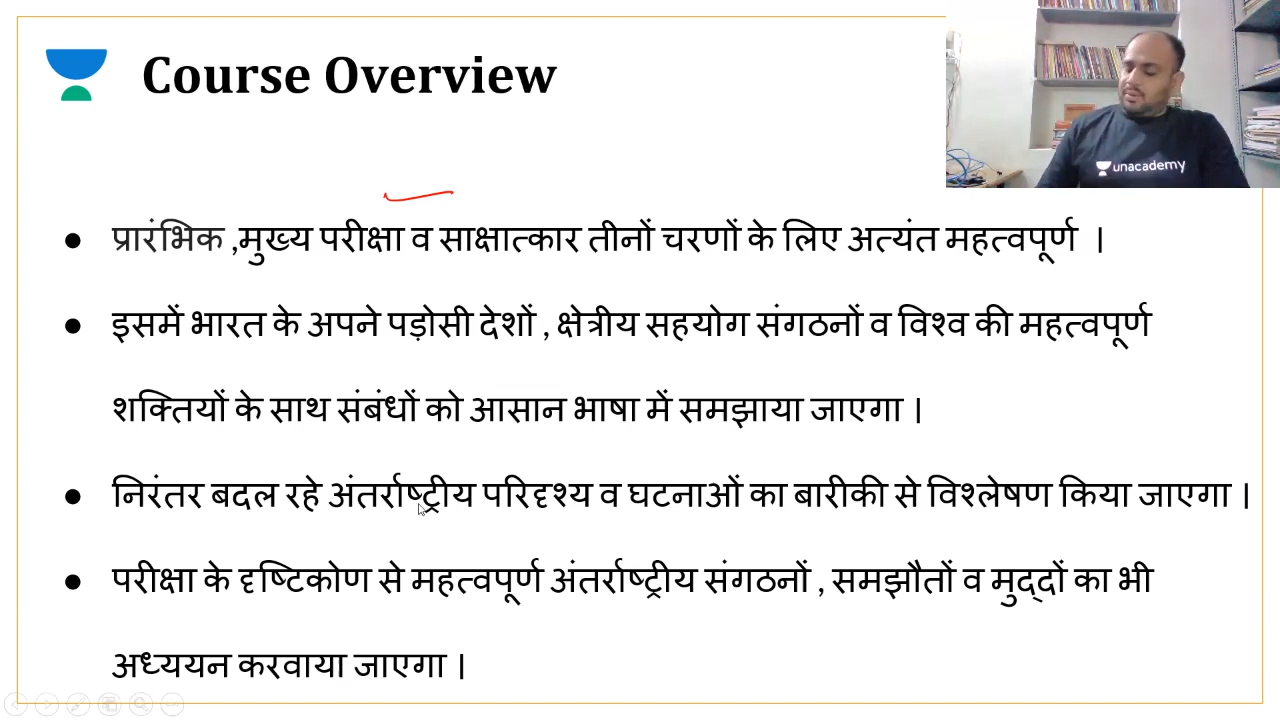 Course Overview
unacademy
● प्रारंभिक ,मुख्य परीक्षा व साक्षात्कार तीनों चरणों के लिए अत्यंत महत्वपूर्ण ।
● इसमें भारत के अपने पड़ोसी देशों , क्षेत्रीय सहयोग संगठनों व विश्व की महत्वपूर्ण
शक्तियों के साथ संबंधों को आसान भाषा में समझाया जाएगा ।
● निरंतर बदल रहे अंतर्राष्ट्रीय परिदृश्य व घटनाओं का बारीकी से विश्लेषण किया जाएगा ।
● परीक्षा के दृष्टिकोण से महत्वपूर्ण अंतर्राष्ट्रीय संगठनों , समझौतों व मुद्दों का भी
अध्ययन करवाया जाएगा ।